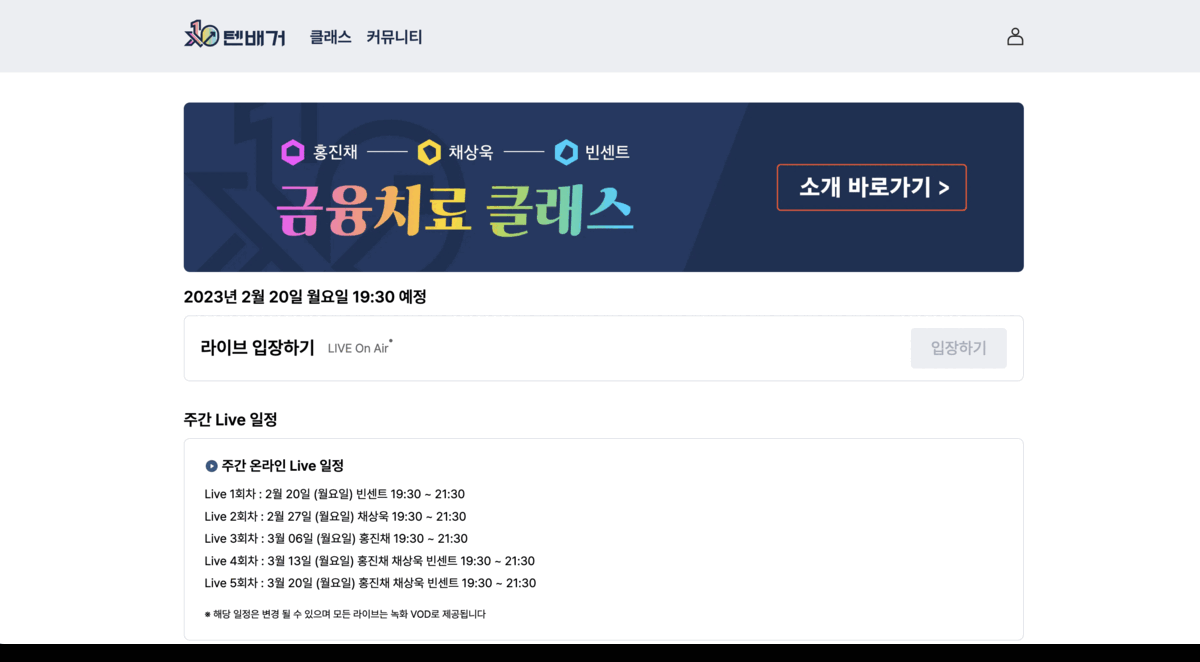 텐배거 클래스 커뮤니티
홍진채 채상욱 빈센트
금융치료 클래스
소개 바로가기 >
2023년 2월 20일 월요일 19:30 예정
라이브 입장하기 LIVE On Air
입장하기
주간 Live 일정
주간 온라인 Live 일정
Live 1회차 : 2월 20일 (월요일) 빈센트 19:30 ~ 21:30
Live 2회차 : 2월 27일 (월요일) 채상욱 19:30 ~ 21:30
Live 3회차 : 3월 06일 (월요일) 홍진채 19:30 ~ 21:30
Live 4회차 : 3월 13일 (월요일) 홍진채 채상욱 빈센트 19:30 ~ 21:30
Live 5회차 : 3월 20일 (월요일) 홍진채 채상욱 빈센트 19:30 ~ 21:30
※ 해당 일정은 변경 될 수 있으며 모든 라이브는 녹화 VOD로 제공됩니다